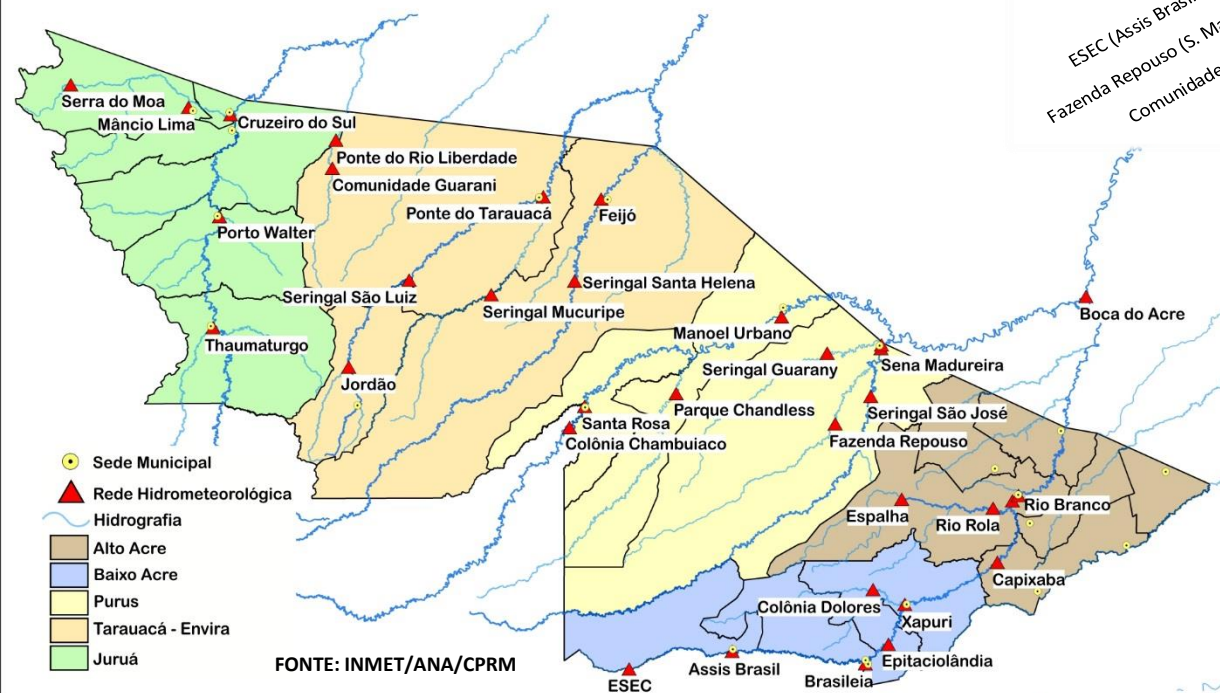 ESEC (Assis Brasil
Fazenda Repouso (S. Ma
Comunidade
Serra do Moa
Mâncio Lima
Cruzeiro do Sul
Ponte do Rio Liberdade
Comunidade Guarani
Ponte do Tarauacá
Feijó
Porto Walter
Seringal São Luiz
Seringal Mucuripe
Seringal Santa Helena
Thaumaturgo
Jordão
Manoel Urbano
Boca do Acre
Seringal Guarany
Sena Madureira
Parque Chandless
Seringal São José
Santa Rosa
Colônia Chambuiaco
Fazenda Repouso
Espalha
Rio Rola
Rio Branco
Capixaba
Colônia Dolores
Xapuri
Epitaciolândia
Assis Brasil
Brasileia
ESEC
Sede Municipal
Rede Hidrometeorológica
Hidrografia
Alto Acre
Baixo Acre
Purus
Tarauacá - Envira
Juruá
FONTE: INMET/ANA/CPRM